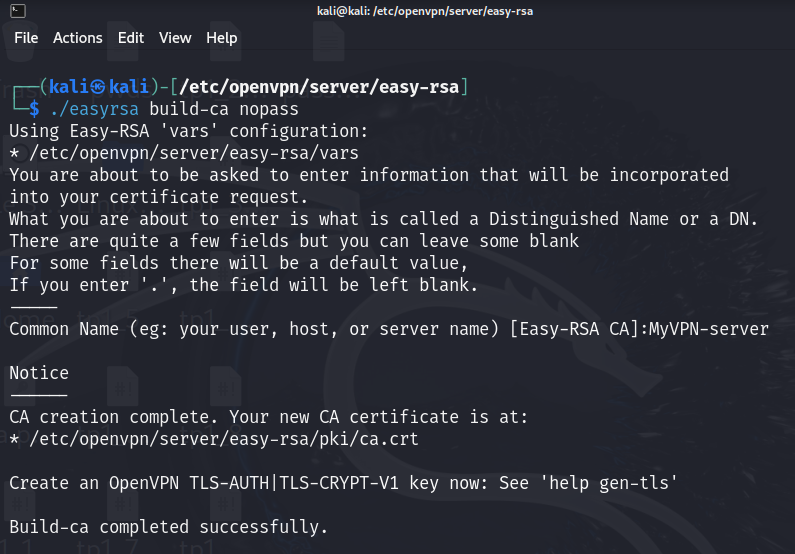 kali@kali: /etc/openvpn/server/easy-rsa
File Actions Edit View Help
┌──(kali㉿kali)-[/etc/openvpn/server/easy-rsa]
└─$ ./easyrsa build-ca nopass
Using Easy-RSA 'vars' configuration:
* /etc/openvpn/server/easy-rsa/vars
You are about to be asked to enter information that will be incorporated
into your certificate request.
What you are about to enter is what is called a Distinguished Name or a DN.
There are quite a few fields but you can leave some blank
For some fields there will be a default value,
If you enter '.', the field will be left blank.
-----
Common Name (eg: your user, host, or server name) [Easy-RSA CA]:MyVPN-server
Notice
------
CA creation complete. Your new CA certificate is at:
* /etc/openvpn/server/easy-rsa/pki/ca.crt
Create an OpenVPN TLS-AUTH|TLS-CRYPT-V1 key now: See 'help gen-tls'
Build-ca completed successfully.